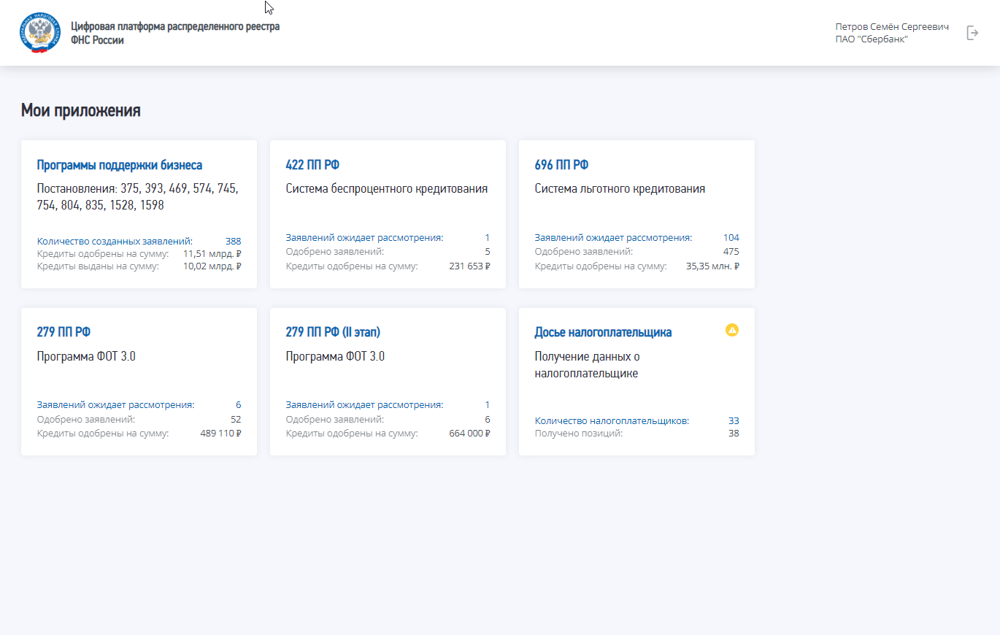 Цифровая платформа распределенного реестра
ФНС России
Петров Семён Сергеевич
ПАО "Сбербанк"
Мои приложения
Программы поддержки бизнеса
Постановления: 375, 393, 469, 574, 745,
754, 804, 835, 1528, 1598
Количество созданных заявлений: 388
Кредиты одобрены на сумму: 11,51 млрд. ₽
Кредиты выданы на сумму: 10,02 млрд. ₽
422 ПП РФ
Система беспроцентного кредитования
Заявлений ожидает рассмотрения: 1
Одобрено заявлений: 5
Кредиты одобрены на сумму: 231 653 ₽
696 ПП РФ
Система льготного кредитования
Заявлений ожидает рассмотрения: 104
Одобрено заявлений: 475
Кредиты одобрены на сумму: 35,35 млн. ₽
279 ПП РФ
Программа ФОТ 3.0
Заявлений ожидает рассмотрения: 6
Одобрено заявлений: 52
Кредиты одобрены на сумму: 489 110 ₽
279 ПП РФ (II этап)
Программа ФОТ 3.0
Заявлений ожидает рассмотрения: 1
Одобрено заявлений: 6
Кредиты одобрены на сумму: 664 000 ₽
Досье налогоплательщика
Получение данных о
налогоплательщике
Количество налогоплательщиков: 33
Получено позиций: 38